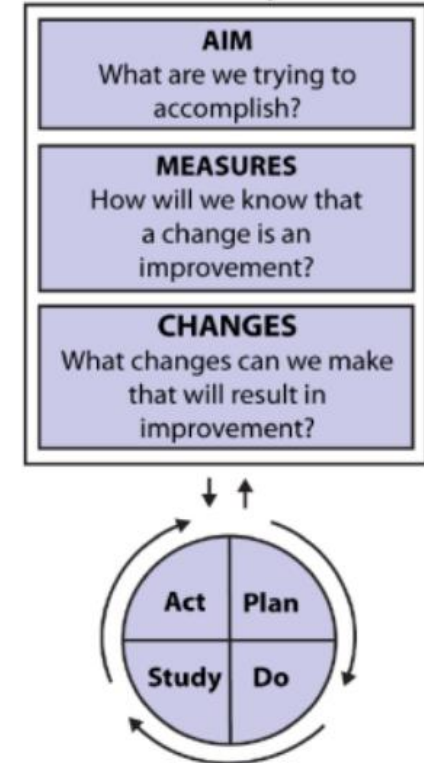 AIM
What are we trying to
accomplish?
MEASURES
How will we know that
a change is an
improvement?
CHANGES
What changes can we make
that will result in
improvement?
Act
Plan
Study
Do